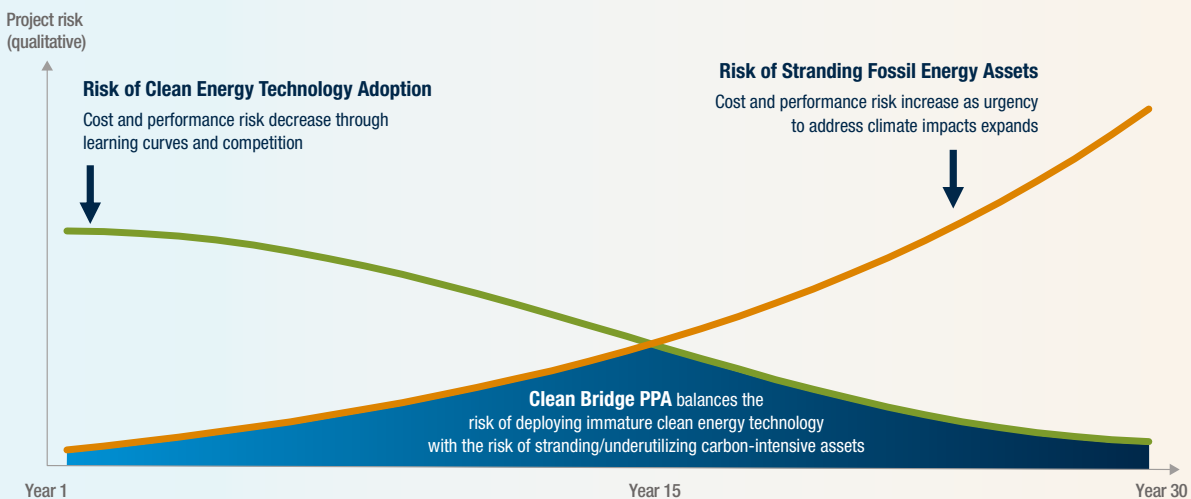 Project risk
(qualitative)
Risk of Clean Energy Technology Adoption
Cost and performance risk decrease through
learning curves and competition
Risk of Stranding Fossil Energy Assets
Cost and performance risk increase as urgency
to address climate impacts expands
Clean Bridge PPA balances the
risk of deploying immature clean energy technology
with the risk of stranding/underutilizing carbon-intensive assets
Year 1
Year 15
Year 30